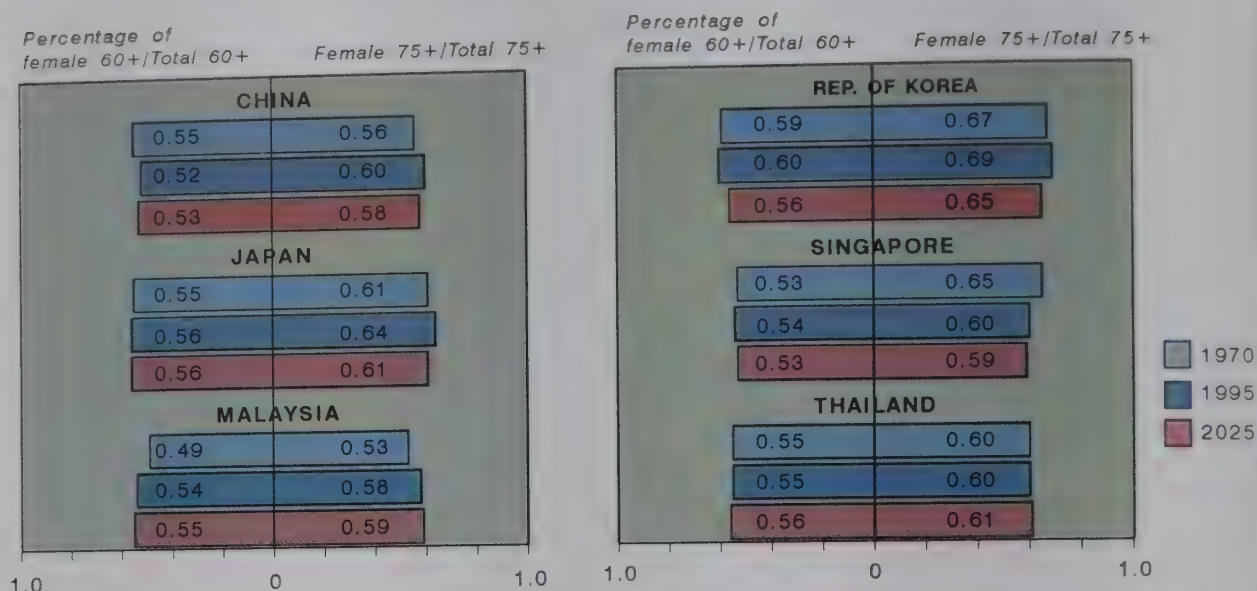 Percentage of
female 60+/Total 60+ Female 75+/Total 75+
CHINA
0.55 0.56
0.52 0.60
0.53 0.58
JAPAN
0.55 0.61
0.56 0.64
0.56 0.61
MALAYSIA
0.49 0.53
0.54 0.58
0.55 0.59
1.0 0 1.0
Percentage of
female 60+/Total 60+ Female 75+/Total 75+
REP. OF KOREA
0.59 0.67
0.60 0.69
0.56 0.65
SINGAPORE
0.53 0.65
0.54 0.60
0.53 0.59
THAILAND
0.55 0.60
0.55 0.60
0.56 0.61
1.0 0 1.0
1970
1995
2025